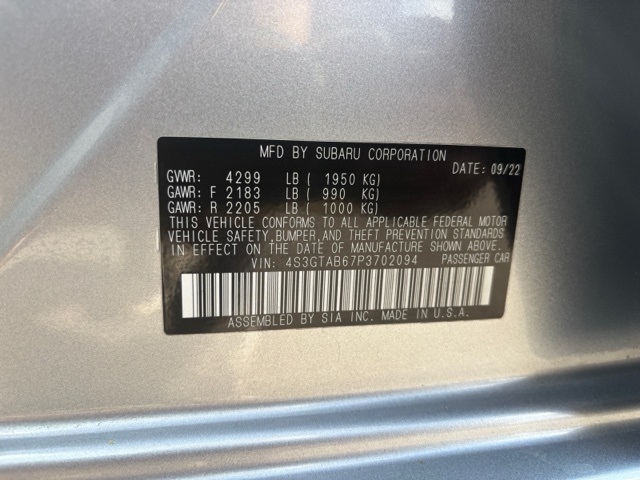 MFD BY SUBARU CORPORATION
DATE: 09/22
GVWR: 4299 LB ( 1950 KG)
GAWR: F 2183 LB ( 990 KG)
GAWR: R 2205 LB ( 1000 KG)
THIS VEHICLE CONFORMS TO ALL APPLICABLE FEDERAL MOTOR
VEHICLE SAFETY, BUMPER, AND THEFT PREVENTION STANDARDS
IN EFFECT ON THE DATE OF MANUFACTURE SHOWN ABOVE.
VIN: 4S3GTAB67P3702094 PASSENGER CAR
ASSEMBLED BY SIA INC. MADE IN U.S.A.